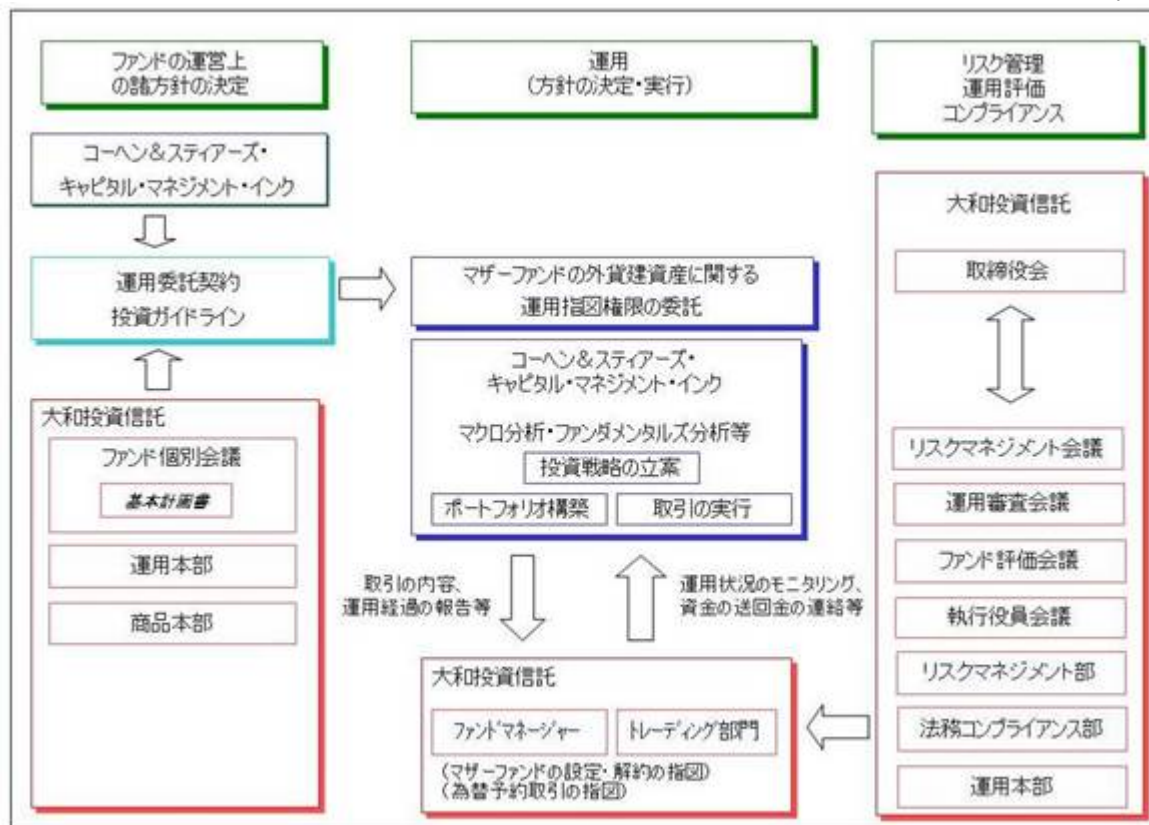 ファンドの運営上
の諸方針の決定
運用
(方針の決定・実行)
リスク管理
運用評価
コンプライアンス
コーヘン＆スティアーズ・
キャピタル・マネジメント・インク
運用委託契約
投資ガイドライン
大和投資信託
ファンド個別会議
基本計画書
運用本部
商品本部
マザーファンドの外貨建資産に関する
運用指図権限の委託
コーヘン＆スティアーズ・
キャピタル・マネジメント・インク
マクロ分析・ファンダメンタルズ分析等
投資戦略の立案
ポートフォリオ構築
取引の実行
取引の内容、
運用経過の報告等
運用状況のモニタリング、
資金の送回金の連絡等
大和投資信託
ファンドマネージャー
トレーディング部門
(マザーファンドの設定・解約の指図)
(為替予約取引の指図)
大和投資信託
取締役会
リスクマネジメント会議
運用審査会議
ファンド評価会議
執行役員会議
リスクマネジメント部
法務コンプライアンス部
運用本部